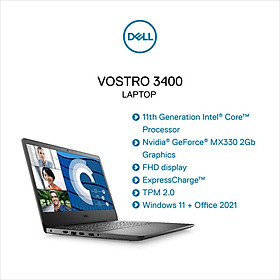 DELL
VOSTRO 3400
LAPTOP
11th Generation Intel® Core™
Processor
Nvidia® GeForce® MX330 2Gb
Graphics
FHD display
ExpressCharge™
TPM 2.0
Windows 11 + Office 2021